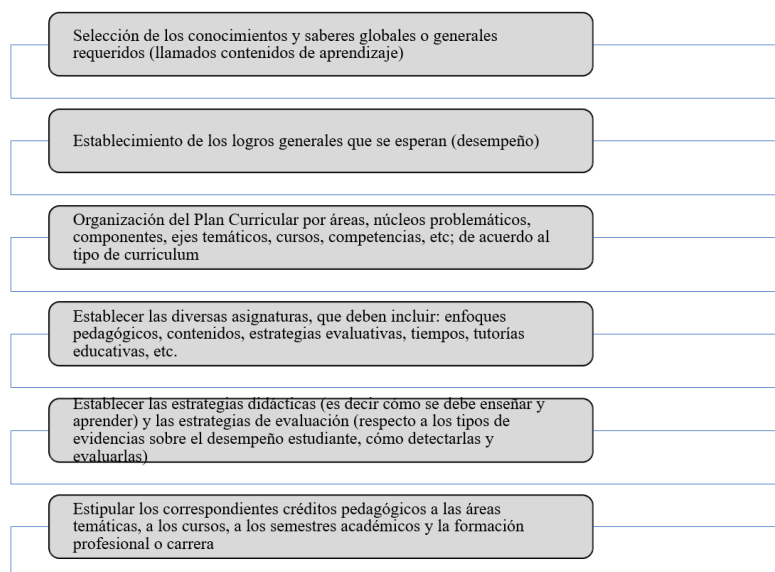 Selección de los conocimientos y saberes globales o generales
requeridos (llamados contenidos de aprendizaje)
Establecimiento de los logros generales que se esperan (desempeño)
Organización del Plan Curricular por áreas, núcleos problemáticos,
componentes, ejes temáticos, cursos, competencias, etc; de acuerdo al
tipo de curriculum
Establecer las diversas asignaturas, que deben incluir: enfoques
pedagógicos, contenidos, estrategias evaluativas, tiempos, tutorías
educativas, etc.
Establecer las estrategias didácticas (es decir cómo se debe enseñar y
aprender) y las estrategias de evaluación (respecto a los tipos de
evidencias sobre el desempeño estudiante, cómo detectarlas y
evaluarlas)
Estipular los correspondientes créditos pedagógicos a las áreas
temáticas, a los cursos, a los semestres académicos y la formación
profesional o carrera